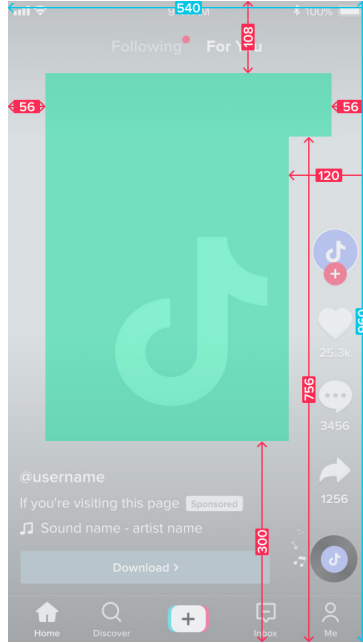 540
100%
Following For You
108
56
56
120
960
25.3k
756
3456
@username
If you're visiting this page Sponsored
1256
Sound name - artist name
300
Download >
Home Discover Inbox Me